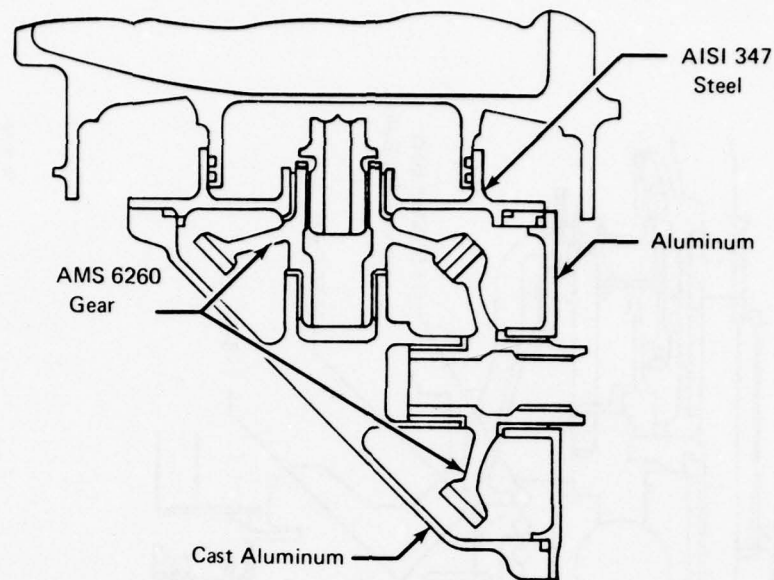 AISI 347
Steel
Aluminum
AMS 6260
Gear
Cast Aluminum